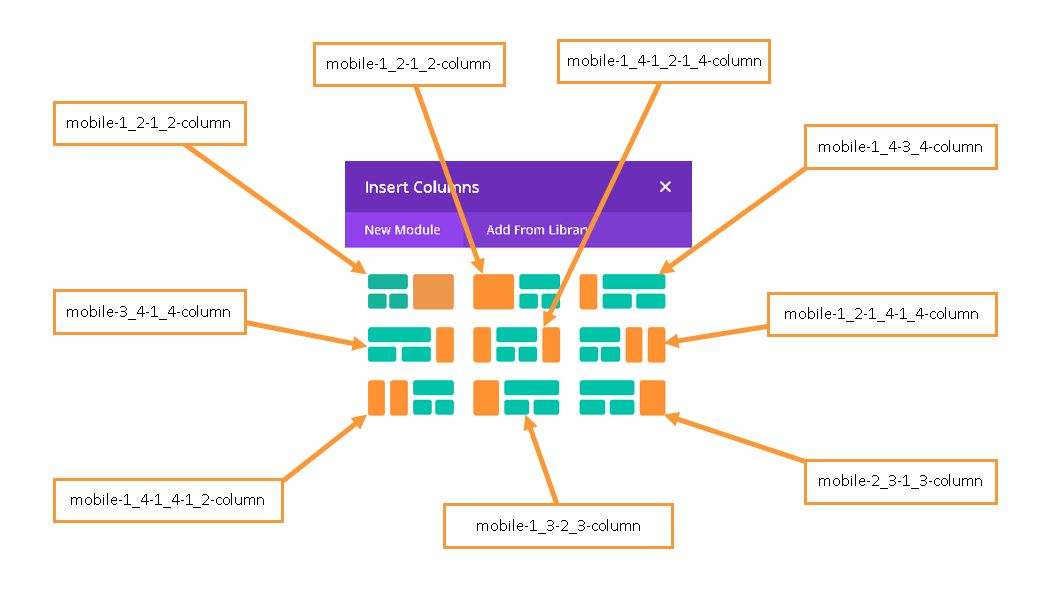 mobile-1_2-1_2-column
mobile-1_4-1_2-1_4-column
mobile-1_2-1_2-column
mobile-1_4-3_4-column
Insert Columns
New Module
Add From Library
mobile-3_4-1_4-column
mobile-1_2-1_4-1_4-column
mobile-1_4-1_4-1_2-column
mobile-2_3-1_3-column
mobile-1_3-2_3-column